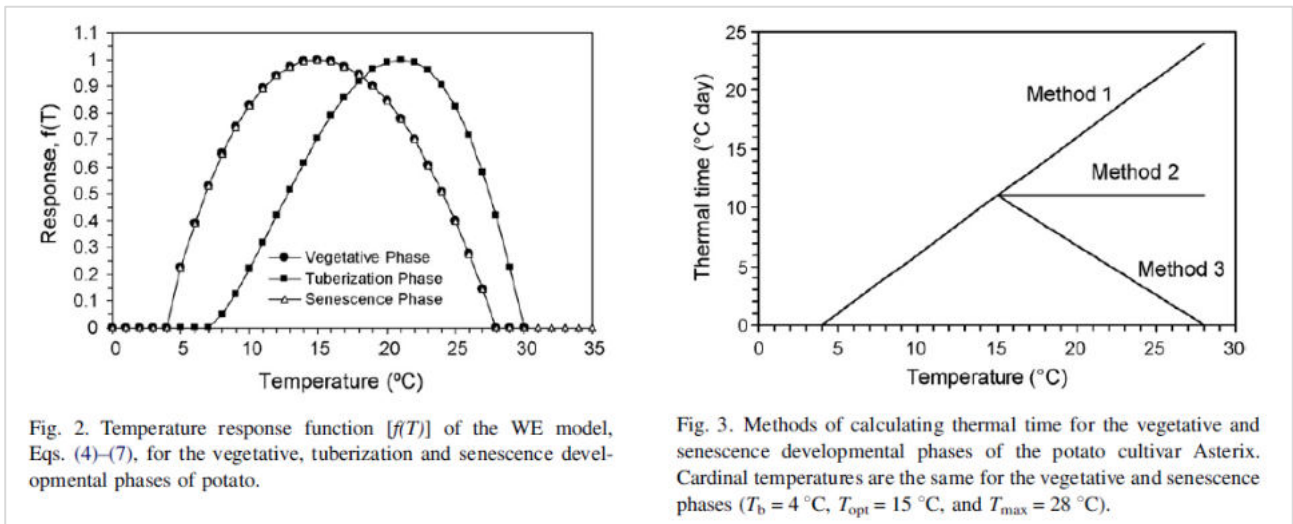 1.1
1
0.9
0.8
0.7
0.6
0.5
0.4
0.3
0.2
0.1
0
Response, f(T)
Vegetative Phase
Tuberization Phase
Senescence Phase
0 5 10 15 20 25 30 35
Temperature (ºC)
Fig. 2. Temperature response function [f(T)] of the WE model,
Eqs. (4)–(7), for the vegetative, tuberization and senescence devel-
opmental phases of potato.
25
20
15
10
5
0
Thermal time (°C day)
Method 1
Method 2
Method 3
0 5 10 15 20 25 30
Temperature (°C)
Fig. 3. Methods of calculating thermal time for the vegetative and
senescence developmental phases of the potato cultivar Asterix.
Cardinal temperatures are the same for the vegetative and senescence
phases (Tb = 4 °C, Topt = 15 °C, and Tmax = 28 °C).